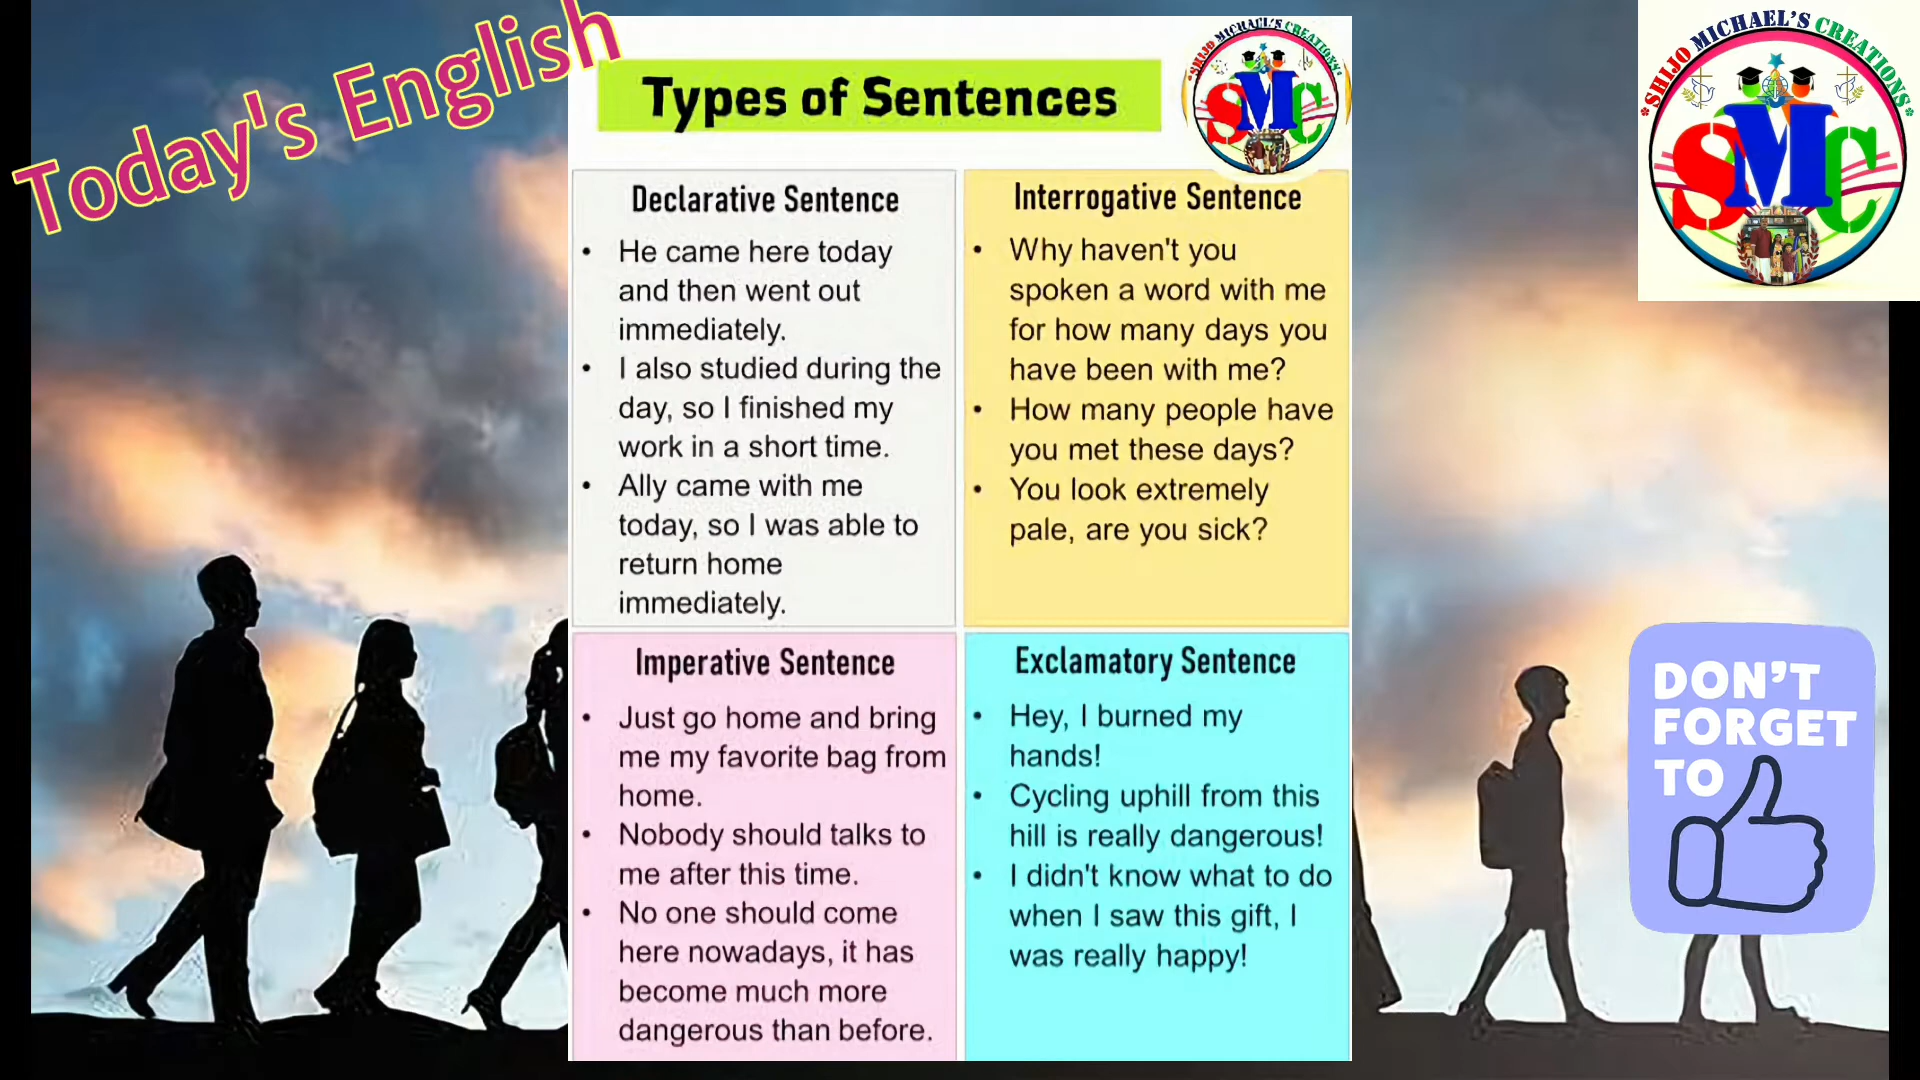 Today's English
Types of Sentences
*SHIJO MICHAEL'S CREATIONS*
SMC
*SHIJO MICHAEL'S CREATIONS*
SMC
Declarative Sentence
• He came here today
and then went out
immediately.
• I also studied during the
day, so I finished my
work in a short time.
• Ally came with me
today, so I was able to
return home
immediately.
Interrogative Sentence
• Why haven't you
spoken a word with me
for how many days you
have been with me?
• How many people have
you met these days?
• You look extremely
pale, are you sick?
Imperative Sentence
• Just go home and bring
me my favorite bag from
home.
• Nobody should talks to
me after this time.
• No one should come
here nowadays, it has
become much more
dangerous than before.
Exclamatory Sentence
• Hey, I burned my
hands!
• Cycling uphill from this
hill is really dangerous!
• I didn't know what to do
when I saw this gift, I
was really happy!
DON'T
FORGET
TO